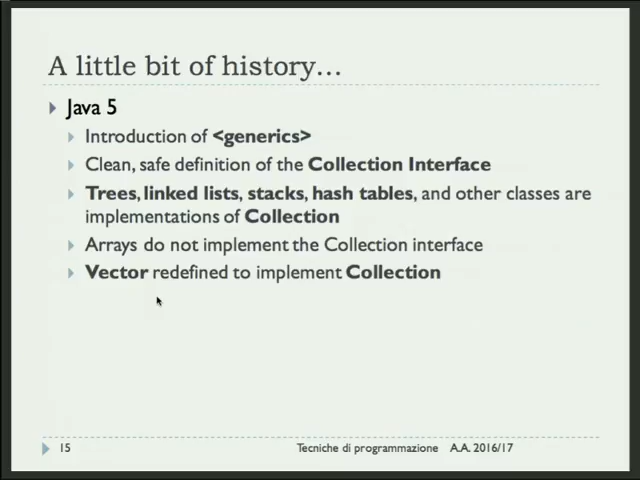 A little bit of history…
Java 5
Introduction of <generics>
Clean, safe definition of the Collection Interface
Trees, linked lists, stacks, hash tables, and other classes are
implementations of Collection
Arrays do not implement the Collection interface
Vector redefined to implement Collection
15
Tecniche di programmazione A.A. 2016/17